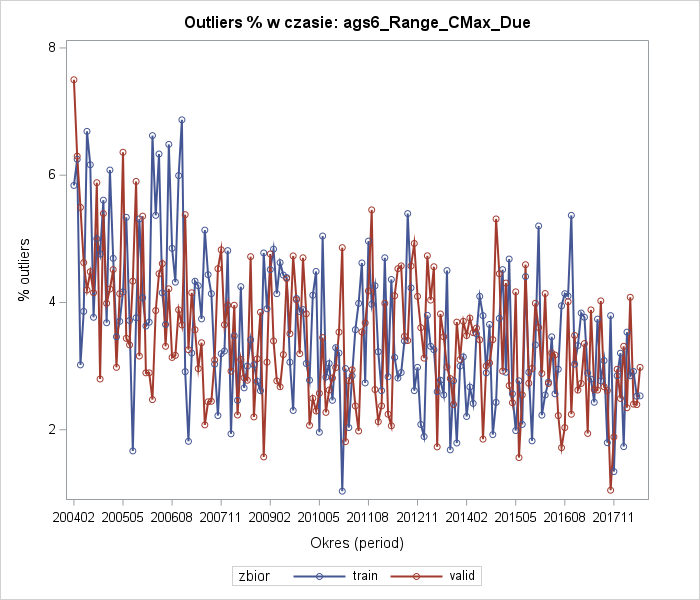 Outliers % w czasie: ags6_Range_CMax_Due
% outliers
8
6
4
2
200402 200505 200608 200711 200902 201005 201108 201211 201402 201505 201608 201711
Okres (period)
zbior train valid